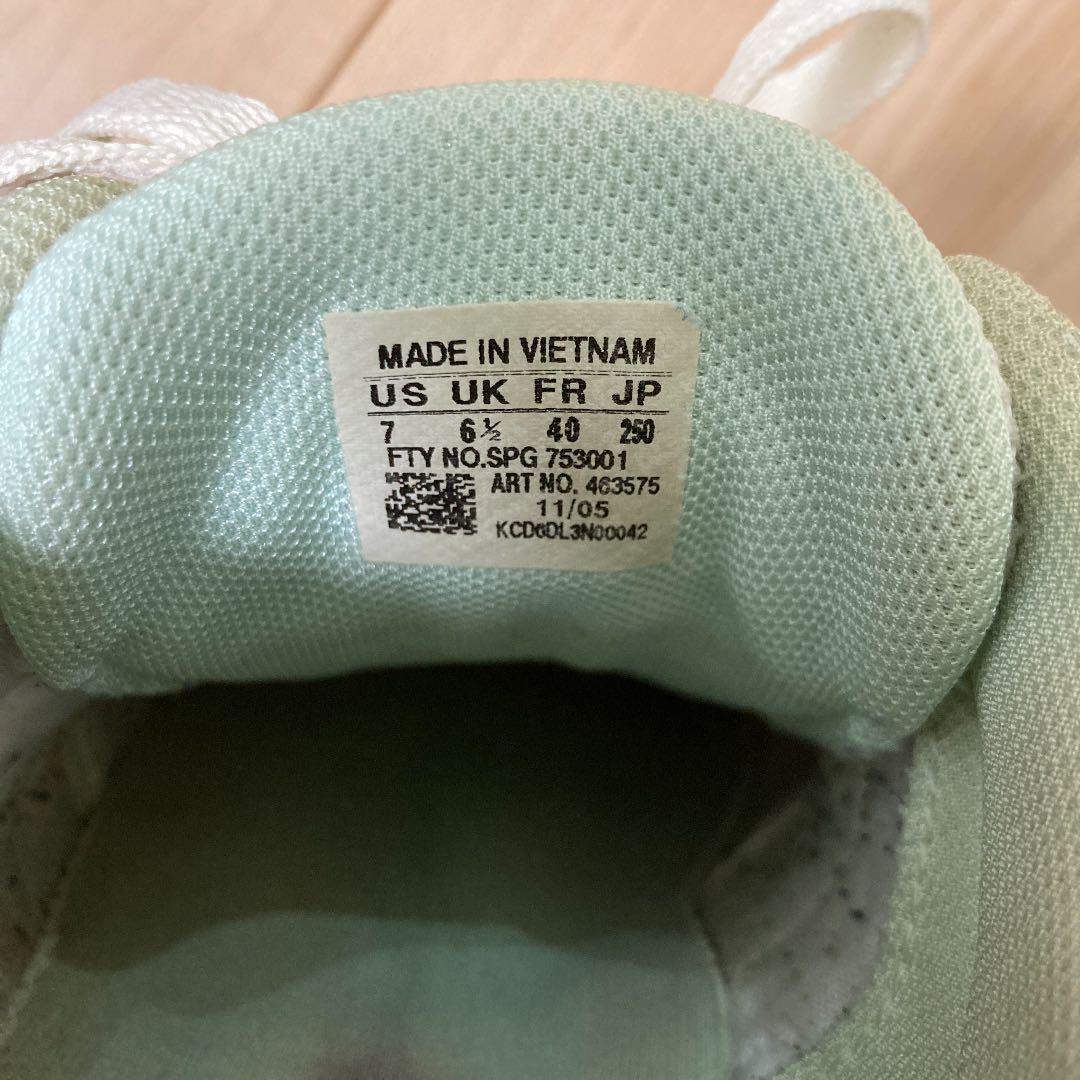 MADE IN VIETNAM
US UK FR JP
7 6½ 40 250
FTY NO.SPG 753001
ART NO. 463575
11/05
KCD6DL3N00042